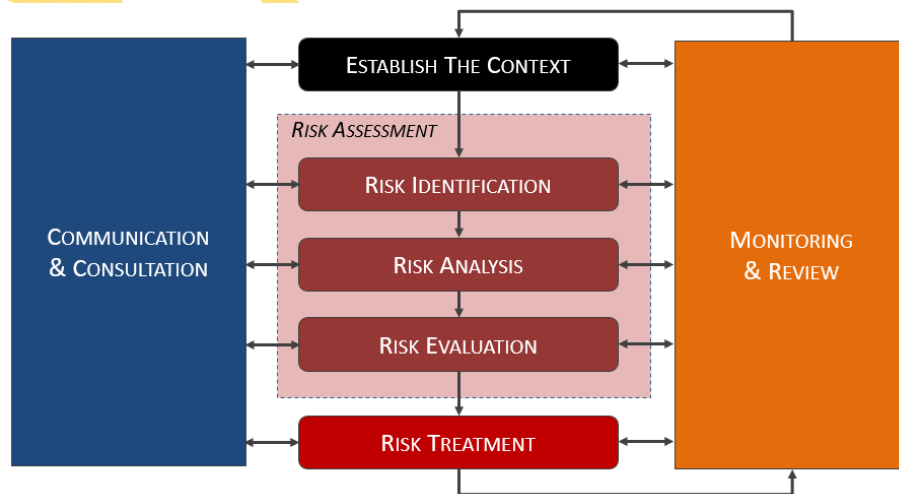 ESTABLISH THE CONTEXT
RISK ASSESSMENT
RISK IDENTIFICATION
COMMUNICATION
& CONSULTATION
RISK ANALYSIS
MONITORING
& REVIEW
RISK EVALUATION
RISK TREATMENT